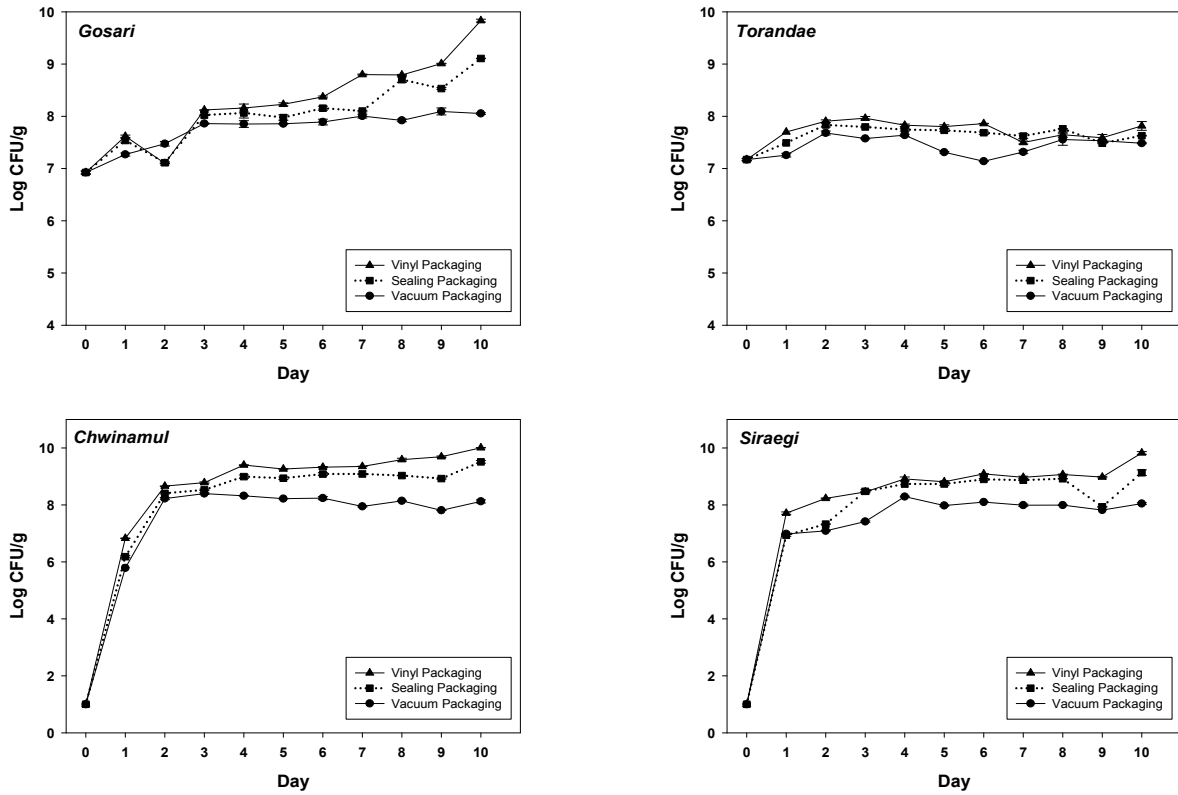 Gosari
Log CFU/g
10
9
8
7
6
5
4
Vinyl Packaging
Sealing Packaging
Vacuum Packaging
0 1 2 3 4 5 6 7 8 9 10
Day
Torandae
Log CFU/g
10
9
8
7
6
5
4
Vinyl Packaging
Sealing Packaging
Vacuum Packaging
0 1 2 3 4 5 6 7 8 9 10
Day
Chwinamul
Log CFU/g
10
8
6
4
2
0
Vinyl Packaging
Sealing Packaging
Vacuum Packaging
0 1 2 3 4 5 6 7 8 9 10
Day
Siraegi
Log CFU/g
10
8
6
4
2
0
Vinyl Packaging
Sealing Packaging
Vacuum Packaging
0 1 2 3 4 5 6 7 8 9 10
Day